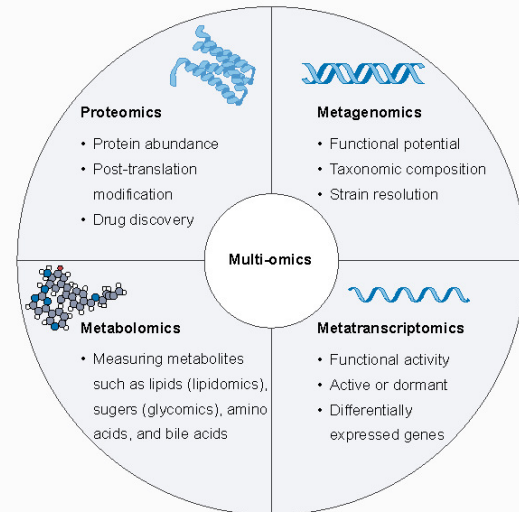 Proteomics
• Protein abundance
• Post-translation
modification
• Drug discovery
Metagenomics
• Functional potential
• Taxonomic composition
• Strain resolution
Multi-omics
Metabolomics
• Measuring metabolites
such as lipids (lipidomics),
sugers (glycomics), amino
acids, and bile acids
Metatranscriptomics
• Functional activity
• Active or dormant
• Differentially
expressed genes